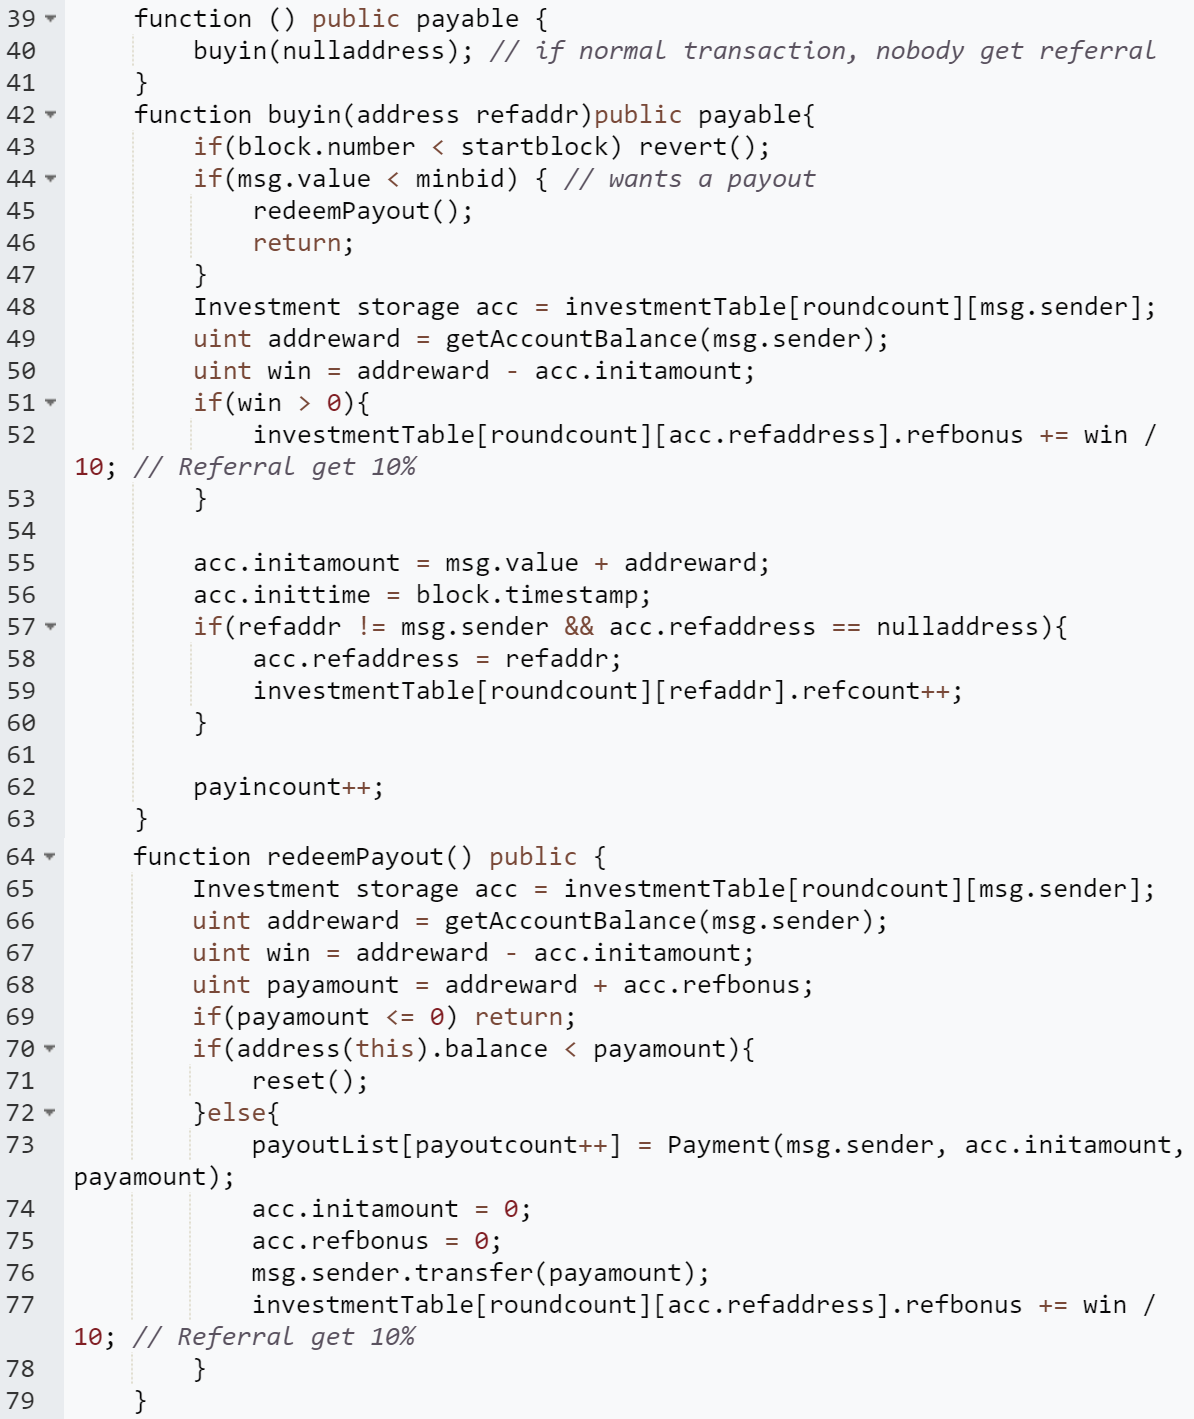 39 function () public payable {
40 buyin(nulladdress); // if normal transaction, nobody get referral
41 }
42 function buyin(address refaddr)public payable{
43 if(block.number < startblock) revert();
44 if(msg.value < minbid) { // wants a payout
45 redeemPayout();
46 return;
47 }
48 Investment storage acc = investmentTable[roundcount][msg.sender];
49 uint addreward = getAccountBalance(msg.sender);
50 uint win = addreward - acc.initamount;
51 if(win > 0){
52 investmentTable[roundcount][acc.refaddress].refbonus += win /
10; // Referral get 10%
53 }
54
55 acc.initamount = msg.value + addreward;
56 acc.inittime = block.timestamp;
57 if(refaddr != msg.sender && acc.refaddress == nulladdress){
58 acc.refaddress = refaddr;
59 investmentTable[roundcount][refaddr].refcount++;
60 }
61
62 payincount++;
63 }
64 function redeemPayout() public {
65 Investment storage acc = investmentTable[roundcount][msg.sender];
66 uint addreward = getAccountBalance(msg.sender);
67 uint win = addreward - acc.initamount;
68 uint payamount = addreward + acc.refbonus;
69 if(payamount <= 0) return;
70 if(address(this).balance < payamount){
71 reset();
72 }else{
73 payoutList[payoutcount++] = Payment(msg.sender, acc.initamount,
payamount);
74 acc.initamount = 0;
75 acc.refbonus = 0;
76 msg.sender.transfer(payamount);
77 investmentTable[roundcount][acc.refaddress].refbonus += win /
10; // Referral get 10%
78 }
79 }